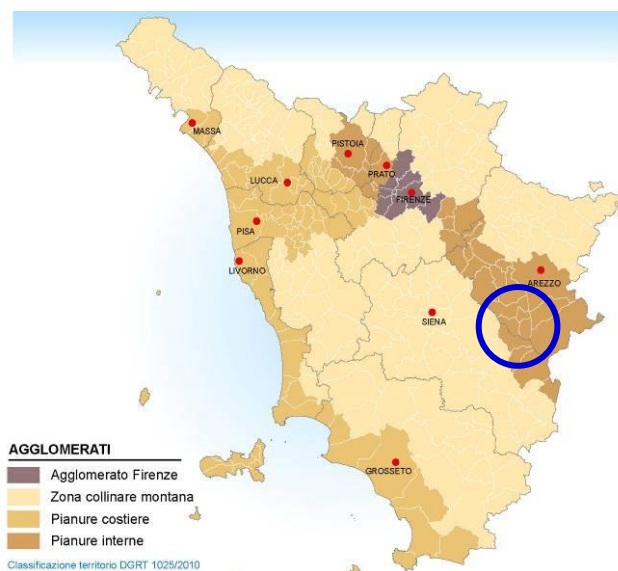 MASSA
PISTOIA
PRATO
LUCCA
FIRENZE
PISA
LIVORNO
AREZZO
SIENA
GROSSETO
AGGLOMERATI
Agglomerato Firenze
Zona collinare montana
Pianure costiere
Pianure interne
Classificazione territorio DGRT 1025/2010